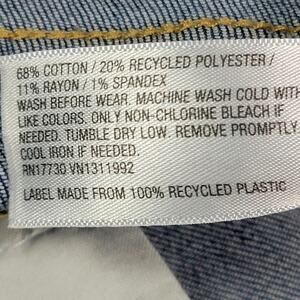 68% COTTON / 20% RECYCLED POLYESTER /
11% RAYON / 1% SPANDEX
WASH BEFORE WEAR. MACHINE WASH COLD WITH
LIKE COLORS. ONLY NON-CHLORINE BLEACH IF
NEEDED. TUMBLE DRY LOW. REMOVE PROMPTLY.
COOL IRON IF NEEDED.
RN17730 VN1311992
LABEL MADE FROM 100% RECYCLED PLASTIC